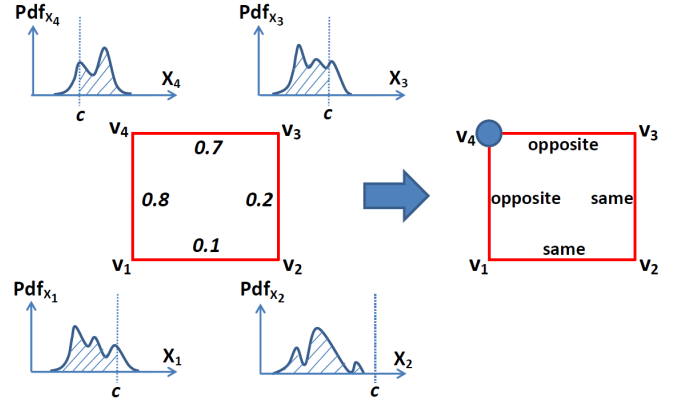 Pdf_X4
Pdf_X3
X4
X3
c
c
v4
v3
0.7
v4
v3
opposite
0.8
0.2
opposite
same
0.1
same
v1
v2
v1
v2
Pdf_X1
Pdf_X2
X1
X2
c
c